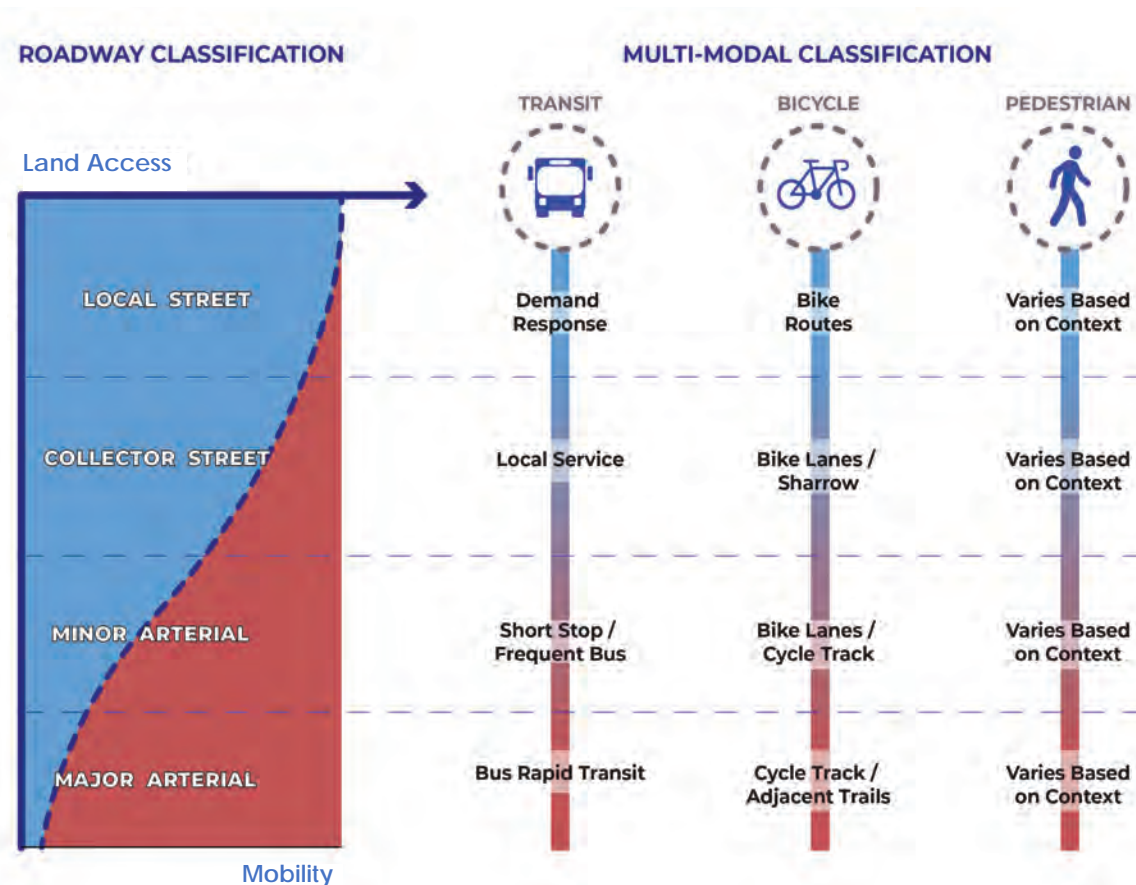 ROADWAY CLASSIFICATION
MULTI-MODAL CLASSIFICATION
TRANSIT
BICYCLE
PEDESTRIAN
Land Access
LOCAL STREET
Demand
Response
Bike
Routes
Varies Based
on Context
COLLECTOR STREET
Local Service
Bike Lanes /
Sharrow
Varies Based
on Context
MINOR ARTERIAL
Short Stop /
Frequent Bus
Bike Lanes /
Cycle Track
Varies Based
on Context
MAJOR ARTERIAL
Bus Rapid Transit
Cycle Track /
Adjacent Trails
Varies Based
on Context
Mobility